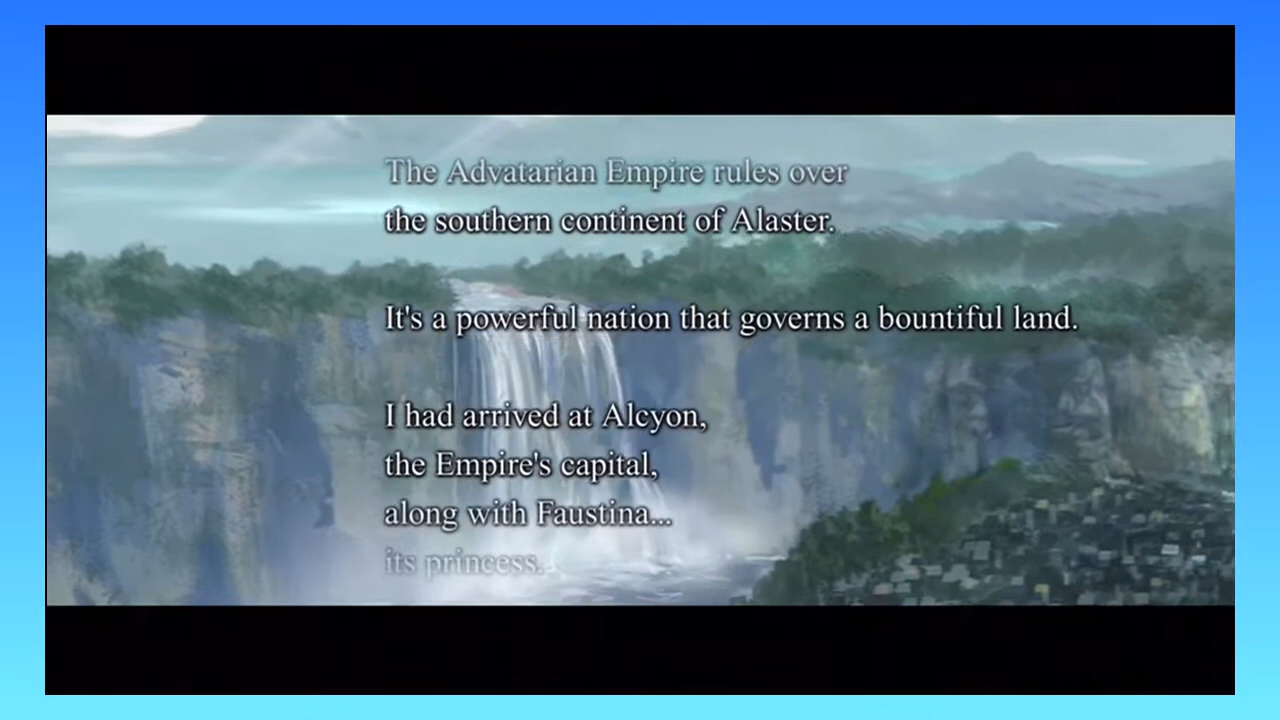 The Advatarian Empire rules over
the southern continent of Alaster.
It's a powerful nation that governs a bountiful land.
I had arrived at Alcyon,
the Empire's capital,
along with Faustina...
its princess.